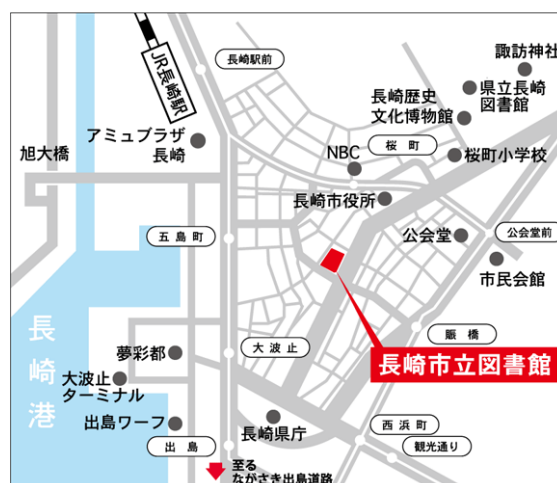 JR長崎駅
長崎駅前
諏訪神社
県立長崎
図書館
長崎歴史
文化博物館
アミュプラザ
長崎
旭大橋
NBC
桜町
桜町小学校
長崎市役所
五島町
公会堂
公会堂前
市民会館
賑橋
長崎市立図書館
長崎港
夢彩都
大波止
大波止
ターミナル
出島ワーフ
長崎県庁
西浜町
観光通り
出島
至る
ながさき出島道路